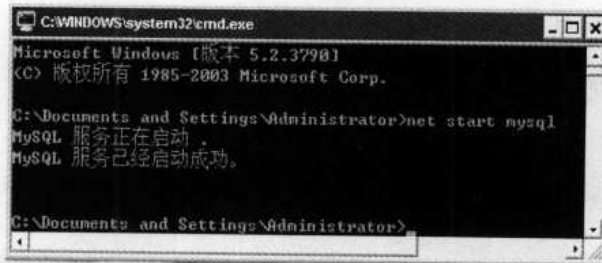 C:\WINDOWS\system32\cmd.exe
Microsoft Windows [版本 5.2.3790]
(C) 版权所有 1985-2003 Microsoft Corp.
C:\Documents and Settings\Administrator>net start mysql
MySQL 服务正在启动 .
MySQL 服务已经启动成功。
C:\Documents and Settings\Administrator>